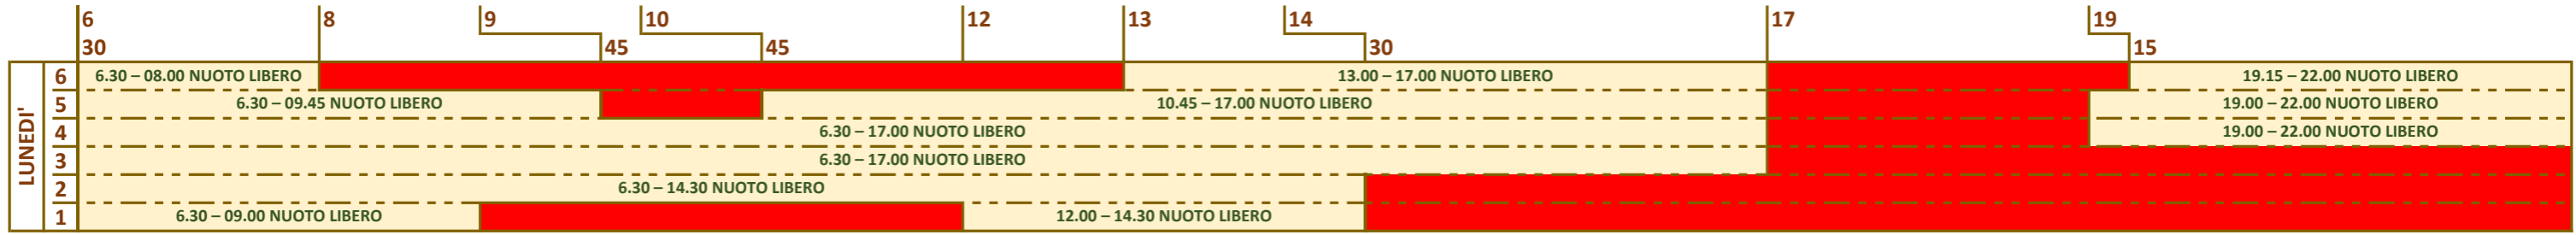 6 8 9 10 12 13 14 17 19
30 45 45 30 15
LUNEDI'
6 6.30 – 08.00 NUOTO LIBERO 13.00 – 17.00 NUOTO LIBERO 19.15 – 22.00 NUOTO LIBERO
5 6.30 – 09.45 NUOTO LIBERO 10.45 – 17.00 NUOTO LIBERO 19.00 – 22.00 NUOTO LIBERO
4 6.30 – 17.00 NUOTO LIBERO 19.00 – 22.00 NUOTO LIBERO
3 6.30 – 17.00 NUOTO LIBERO
2 6.30 – 14.30 NUOTO LIBERO
1 6.30 – 09.00 NUOTO LIBERO 12.00 – 14.30 NUOTO LIBERO